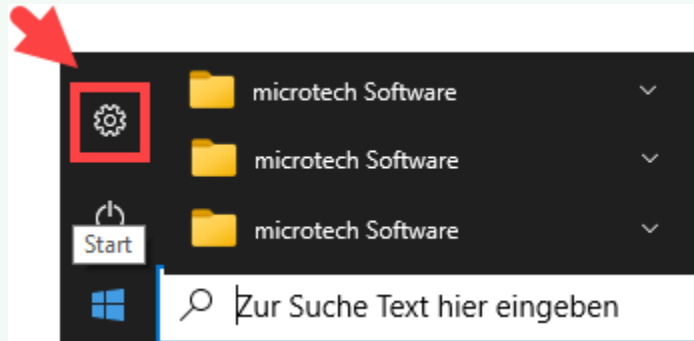 microtech Software
microtech Software
microtech Software
Start
Zur Suche Text hier eingeben